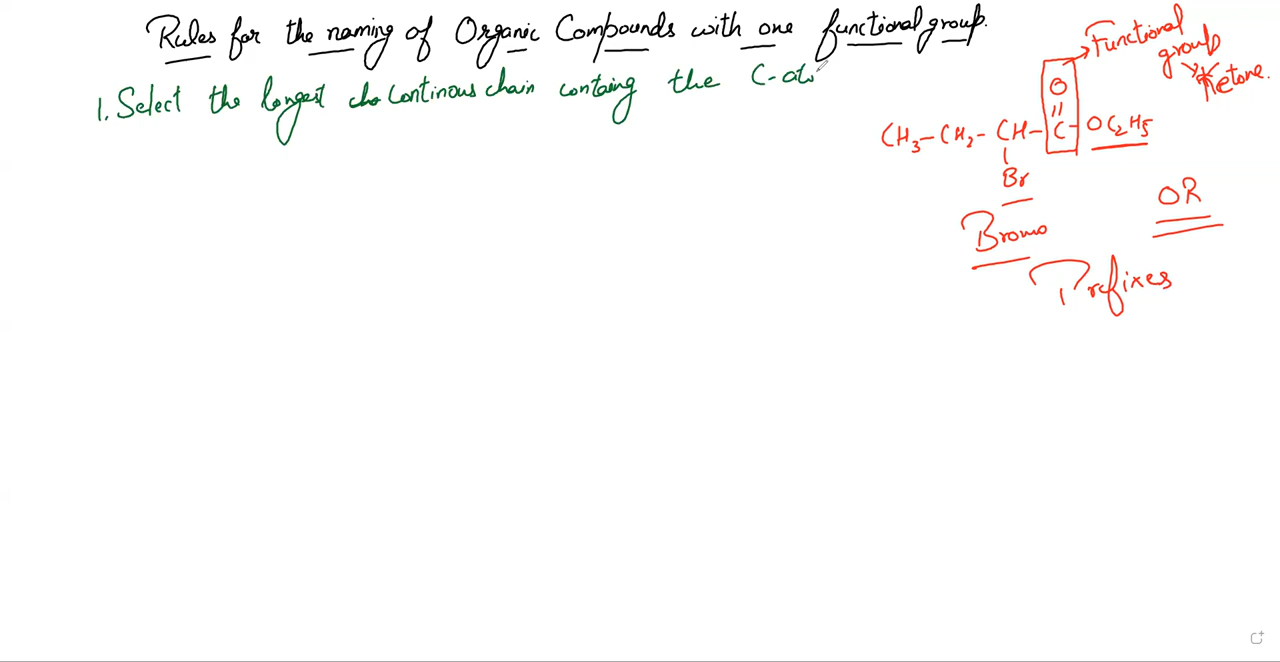 Rules for the naming of Organic Compounds with one functional group.
1. Select the longest cha Continous chain containg the C-ato
Functional
group
Ketone.
O
||
CH3-CH2-CH-C-OC2H5
|
Br
Bromo
OR
Prefixes